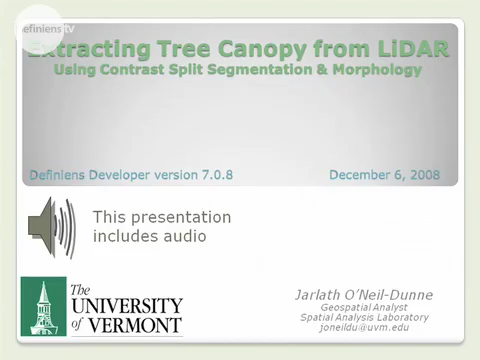 definiens tv
Extracting Tree Canopy from LiDAR
Using Contrast Split Segmentation & Morphology
Definiens Developer version 7.0.8
December 6, 2008
This presentation
includes audio
The
UNIVERSITY
of VERMONT
Jarlath O’Neil-Dunne
Geospatial Analyst
Spatial Analysis Laboratory
joneildu@uvm.edu